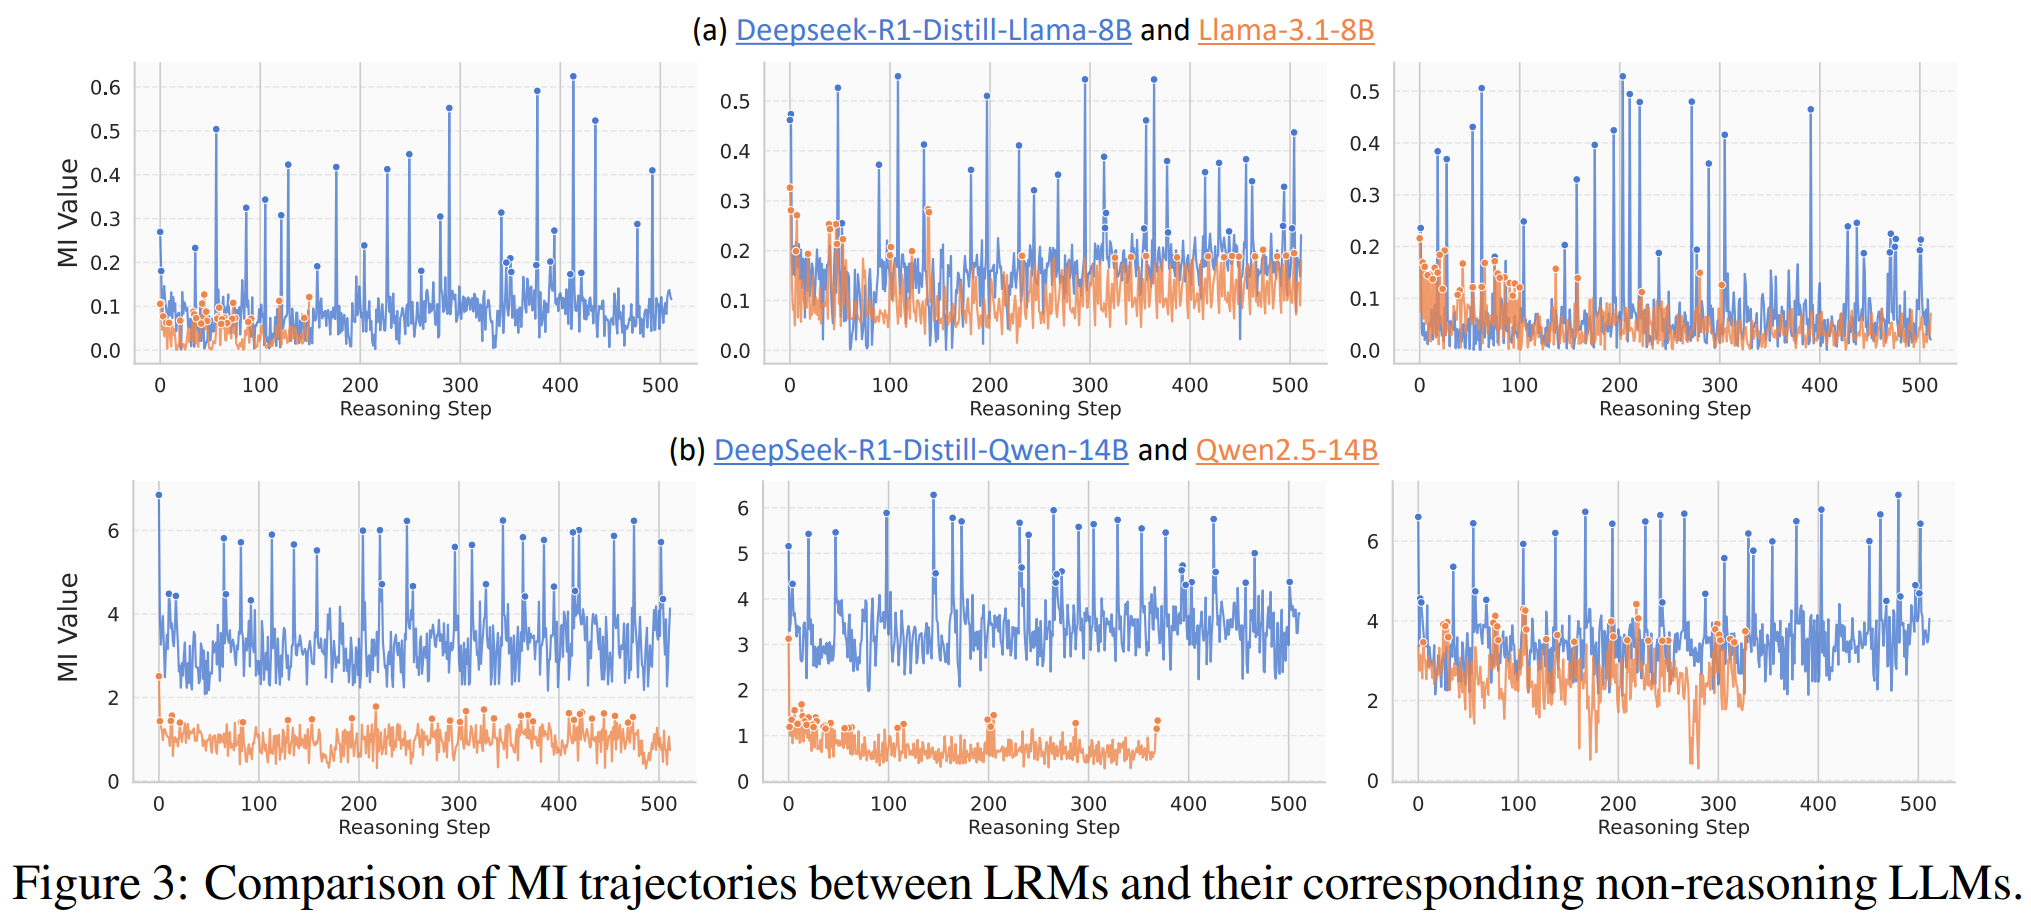 (a) Deepseek-R1-Distill-Llama-8B and Llama-3.1-8B
MI Value
0.6
0.5
0.4
0.3
0.2
0.1
0.0
0 100 200 300 400 500
Reasoning Step
0.5
0.4
0.3
0.2
0.1
0.0
0 100 200 300 400 500
Reasoning Step
0.5
0.4
0.3
0.2
0.1
0.0
0 100 200 300 400 500
Reasoning Step
(b) DeepSeek-R1-Distill-Qwen-14B and Qwen2.5-14B
MI Value
6
4
2
0
0 100 200 300 400 500
Reasoning Step
6
5
4
3
2
1
0
0 100 200 300 400 500
Reasoning Step
6
4
2
0
0 100 200 300 400 500
Reasoning Step
Figure 3: Comparison of MI trajectories between LRMs and their corresponding non-reasoning LLMs.